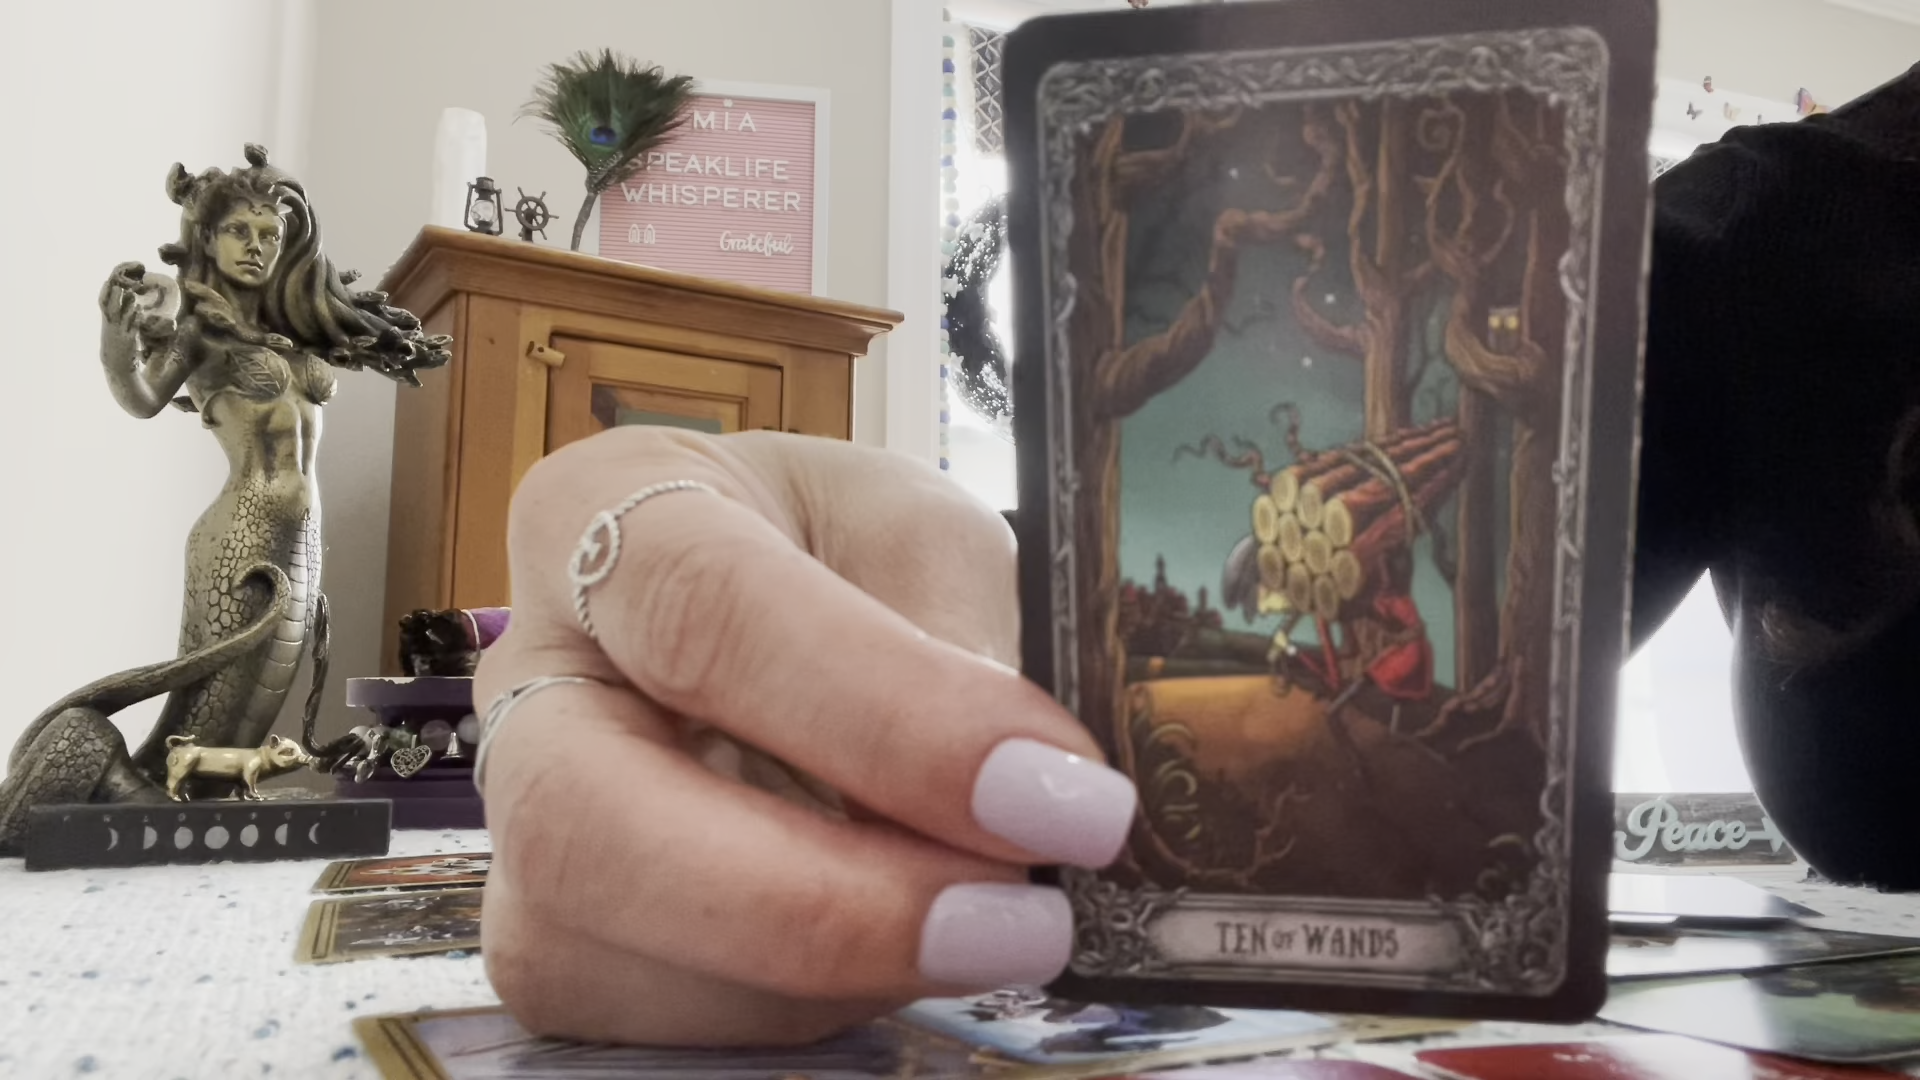 MIA
SPEAKLIFE
WHISPERER
Grateful
TEN OF WANDS
Peace